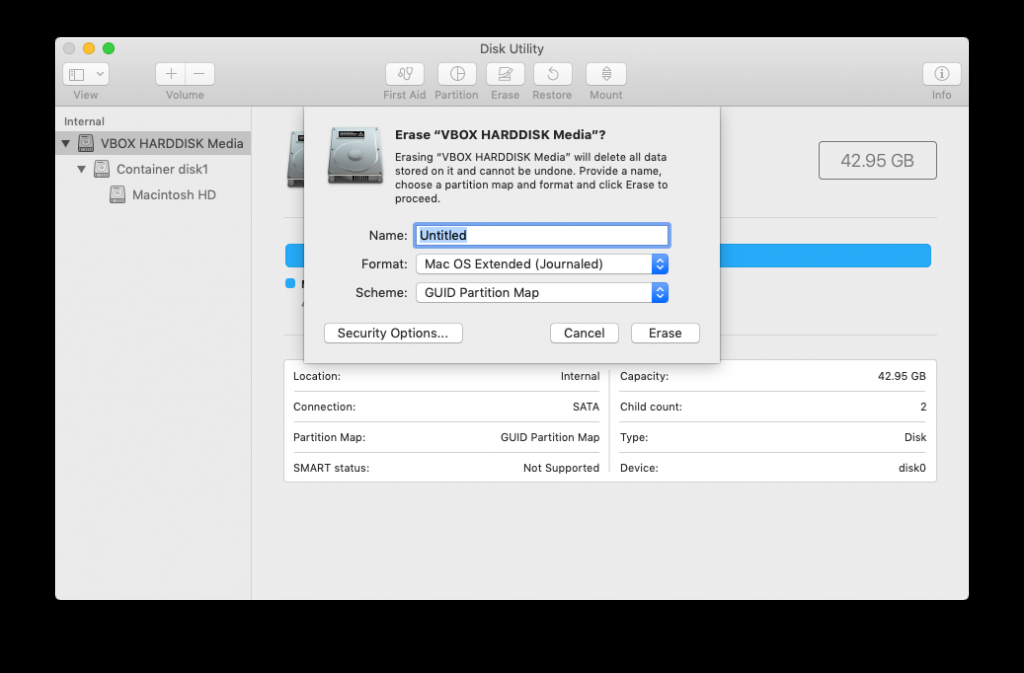 Disk Utility
View
Volume
First Aid
Partition
Erase
Restore
Mount
Info
Internal
VBOX HARDDISK Media
Container disk1
Macintosh HD
42.95 GB
Erase “VBOX HARDDISK Media”?
Erasing “VBOX HARDDISK Media” will delete all data
stored on it and cannot be undone. Provide a name,
choose a partition map and format and click Erase to
proceed.
Name: Untitled
Format: Mac OS Extended (Journaled)
Scheme: GUID Partition Map
Security Options...
Cancel
Erase
Location: Internal
Capacity: 42.95 GB
Connection: SATA
Child count: 2
Partition Map: GUID Partition Map
Type: Disk
SMART status: Not Supported
Device: disk0